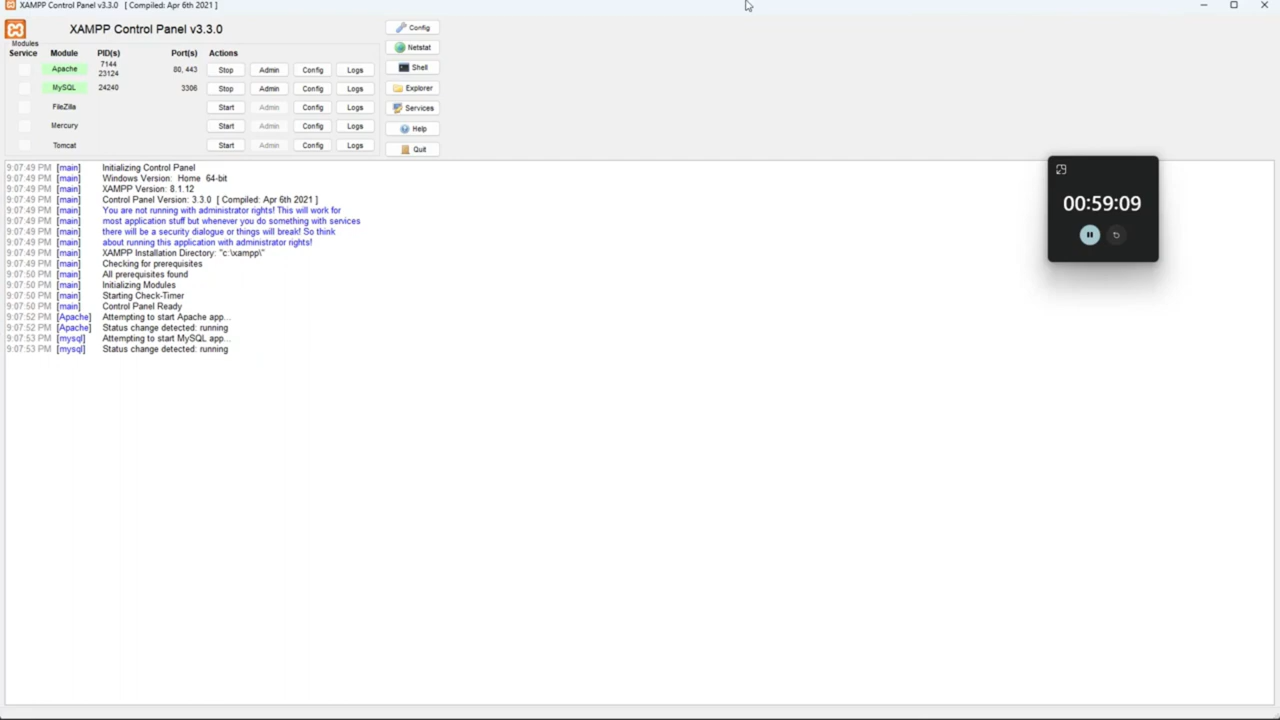 XAMPP Control Panel v3.3.0 [ Compiled: Apr 6th 2021 ]
XAMPP Control Panel v3.3.0
Config
Modules
Service Module PID(s) Port(s) Actions
Netstat
Apache 7144 23124 80, 443 Stop Admin Config Logs
Shell
MySQL 24240 3306 Stop Admin Config Logs
Explorer
FileZilla Start Admin Config Logs
Services
Mercury Start Admin Config Logs
Help
Tomcat Start Admin Config Logs
Quit
9:07:49 PM [main] Initializing Control Panel
9:07:49 PM [main] Windows Version: Home 64-bit
9:07:49 PM [main] XAMPP Version: 8.1.12
9:07:49 PM [main] Control Panel Version: 3.3.0 [ Compiled: Apr 6th 2021 ]
9:07:49 PM [main] You are not running with administrator rights! This will work for
9:07:49 PM [main] most application stuff but whenever you do something with services
9:07:49 PM [main] there will be a security dialogue or things will break! So think
9:07:49 PM [main] about running this application with administrator rights!
9:07:49 PM [main] XAMPP Installation Directory: "c:\xampp\"
9:07:49 PM [main] Checking for prerequisites
9:07:50 PM [main] All prerequisites found
9:07:50 PM [main] Initializing Modules
9:07:50 PM [main] Starting Check-Timer
9:07:50 PM [main] Control Panel Ready
9:07:52 PM [Apache] Attempting to start Apache app...
9:07:52 PM [Apache] Status change detected: running
9:07:53 PM [mysql] Attempting to start MySQL app...
9:07:53 PM [mysql] Status change detected: running
00:59:09